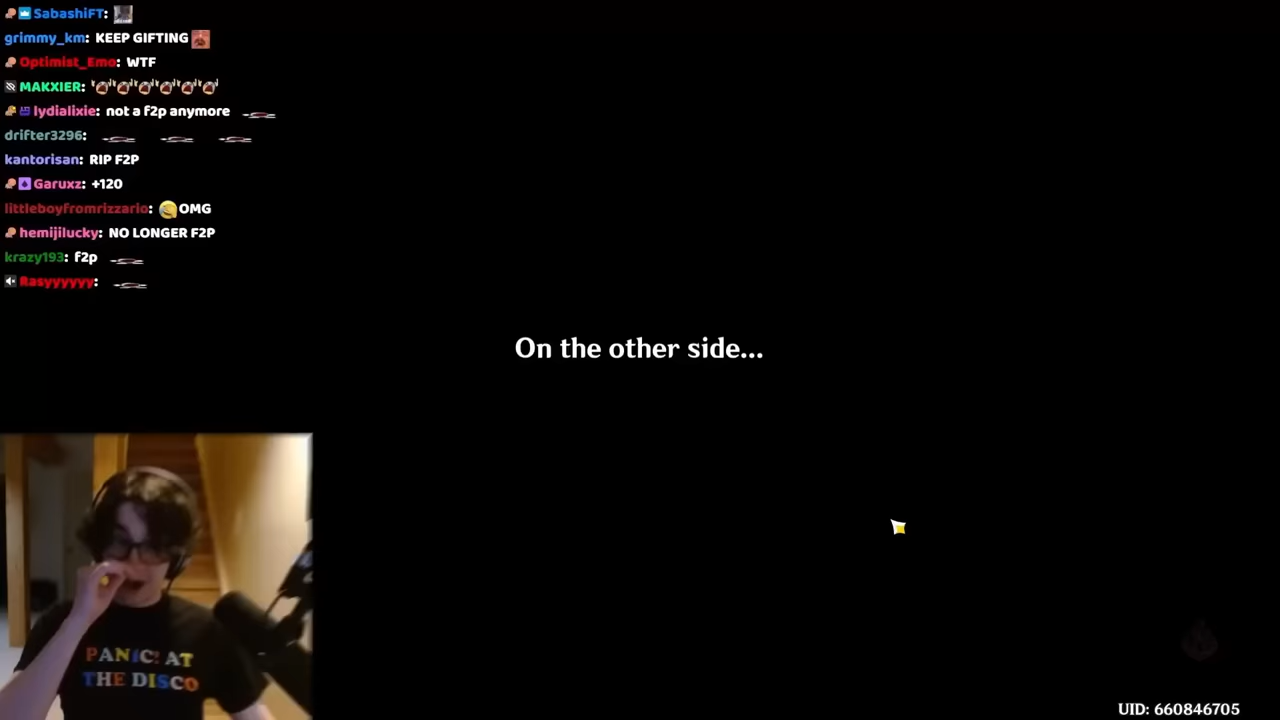 SabashiFT:
grimmy_km: KEEP GIFTING
Optimist_Emo: WTF
MAKXIER:
lydialixie: not a f2p anymore
drifter3296:
kantorisan: RIP F2P
Garuxz: +120
littleboyfromrizzario: OMG
hemijilucky: NO LONGER F2P
krazy193: f2p
Rasyyyyyy:
On the other side...
PANIC! AT
THE DISCO
UID: 660846705